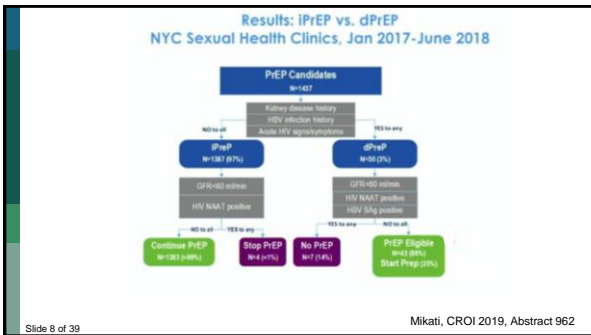 Results: iPrEP vs. dPrEP
NYC Sexual Health Clinics, Jan 2017-June 2018
PrEP Candidates
N=1437
Kidney disease history
HBV infection history
Acute HIV signs/symptoms
NO to all
YES to any
iPreP
N=1387 (97%)
dPreP
N=50 (3%)
GFR<60 ml/min
HIV NAAT positive
GFR<60 ml/min
HIV NAAT positive
HBV SAg positive
NO to all
YES to any
YES to any
NO to all
Continue PrEP
N=1383 (>99%)
Stop PrEP
N=4 (<1%)
No PrEP
N=7 (14%)
PrEP Eligible
N=43 (86%)
Start Prep
Mikati, CROI 2019, Abstract 962
Slide 8 of 39